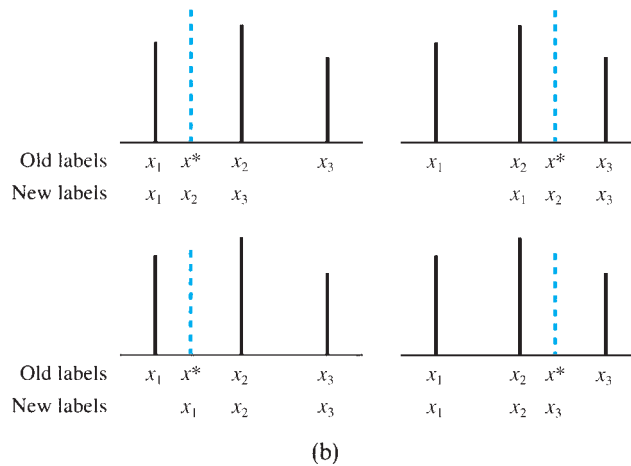 Old labels x₁ x* x₂ x₃ x₁ x₂ x* x₃
New labels x₁ x₂ x₃ x₁ x₂ x₃
Old labels x₁ x* x₂ x₃ x₁ x₂ x* x₃
New labels x₁ x₂ x₃ x₁ x₂ x₃
(b)